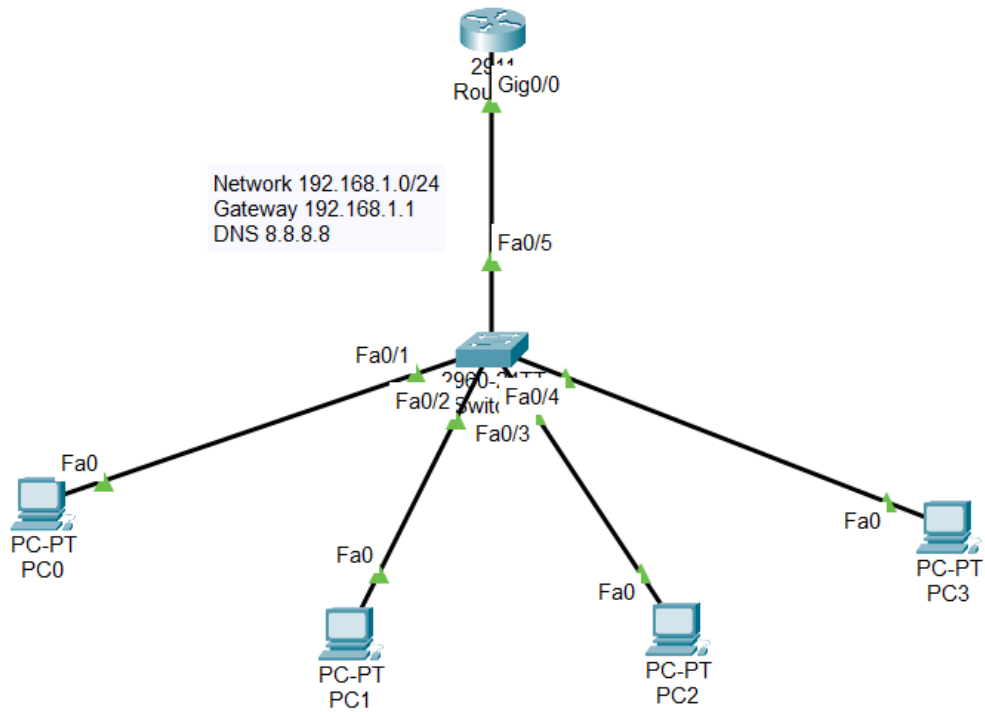 2911
Rou
Gig0/0
Network 192.168.1.0/24
Gateway 192.168.1.1
DNS 8.8.8.8
Fa0/5
Fa0/1
Fa0/2
Fa0/4
Fa0/3
Fa0
PC-PT
PC0
Fa0
PC-PT
PC1
Fa0
PC-PT
PC2
Fa0
PC-PT
PC3